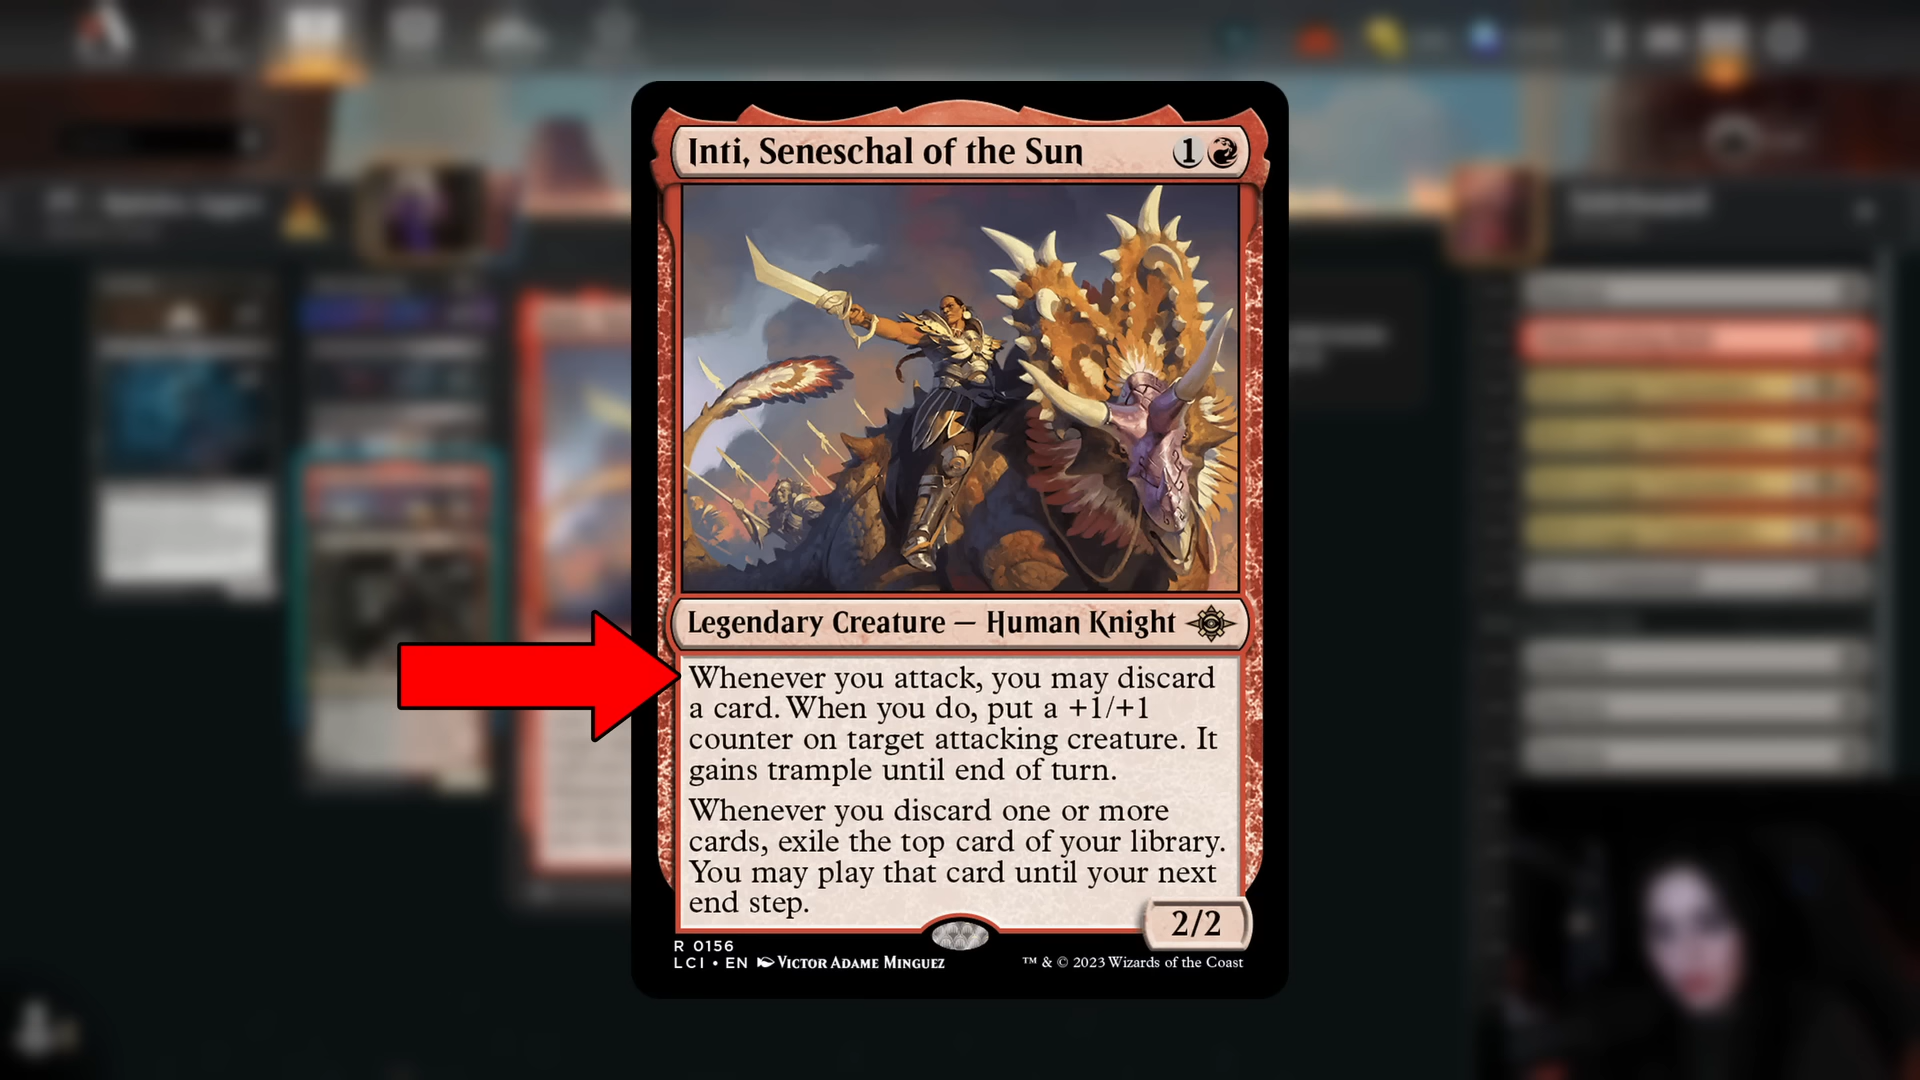 Inti, Seneschal of the Sun 1
Legendary Creature — Human Knight
Whenever you attack, you may discard
a card. When you do, put a +1/+1
counter on target attacking creature. It
gains trample until end of turn.
Whenever you discard one or more
cards, exile the top card of your library.
You may play that card until your next
end step.
2/2
R 0156
LCI • EN Victor Adame Minguez
™ & © 2023 Wizards of the Coast